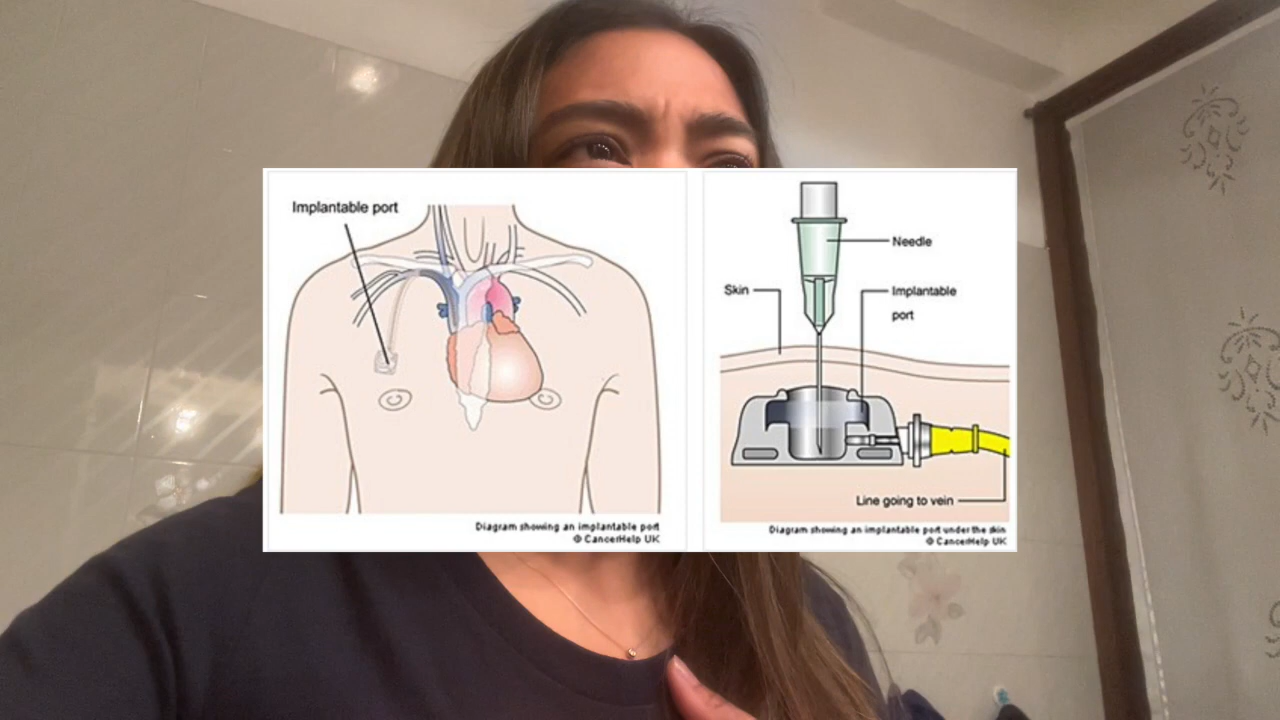 Implantable port
Diagram showing an implantable port
© CancerHelp UK
Needle
Skin
Implantable
port
Line going to vein
Diagram showing an implantable port under the skin
© CancerHelp UK